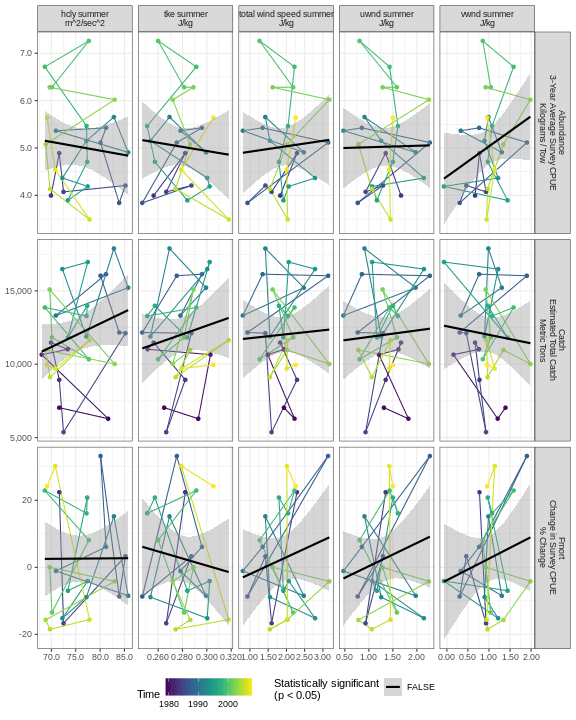 hcly summer
m^2/sec^2
tke summer
J/kg
total wind speed summer
J/kg
uwnd summer
J/kg
vwnd summer
J/kg
7.0
6.0
5.0
4.0
Abundance
3-Year Average Survey CPUE
Kilograms / Tow
15,000
10,000
5,000
Catch
Estimated Total Catch
Metric Tons
20
0
-20
Fmort
Change in Survey CPUE
% Change
70.0 75.0 80.0 85.0
0.260 0.280 0.300 0.320
1.00 1.50 2.00 2.50 3.00
0.50 1.00 1.50 2.00
0.00 0.50 1.00 1.50 2.00
Time
1980 1990 2000
Statistically significant
(p < 0.05)
FALSE